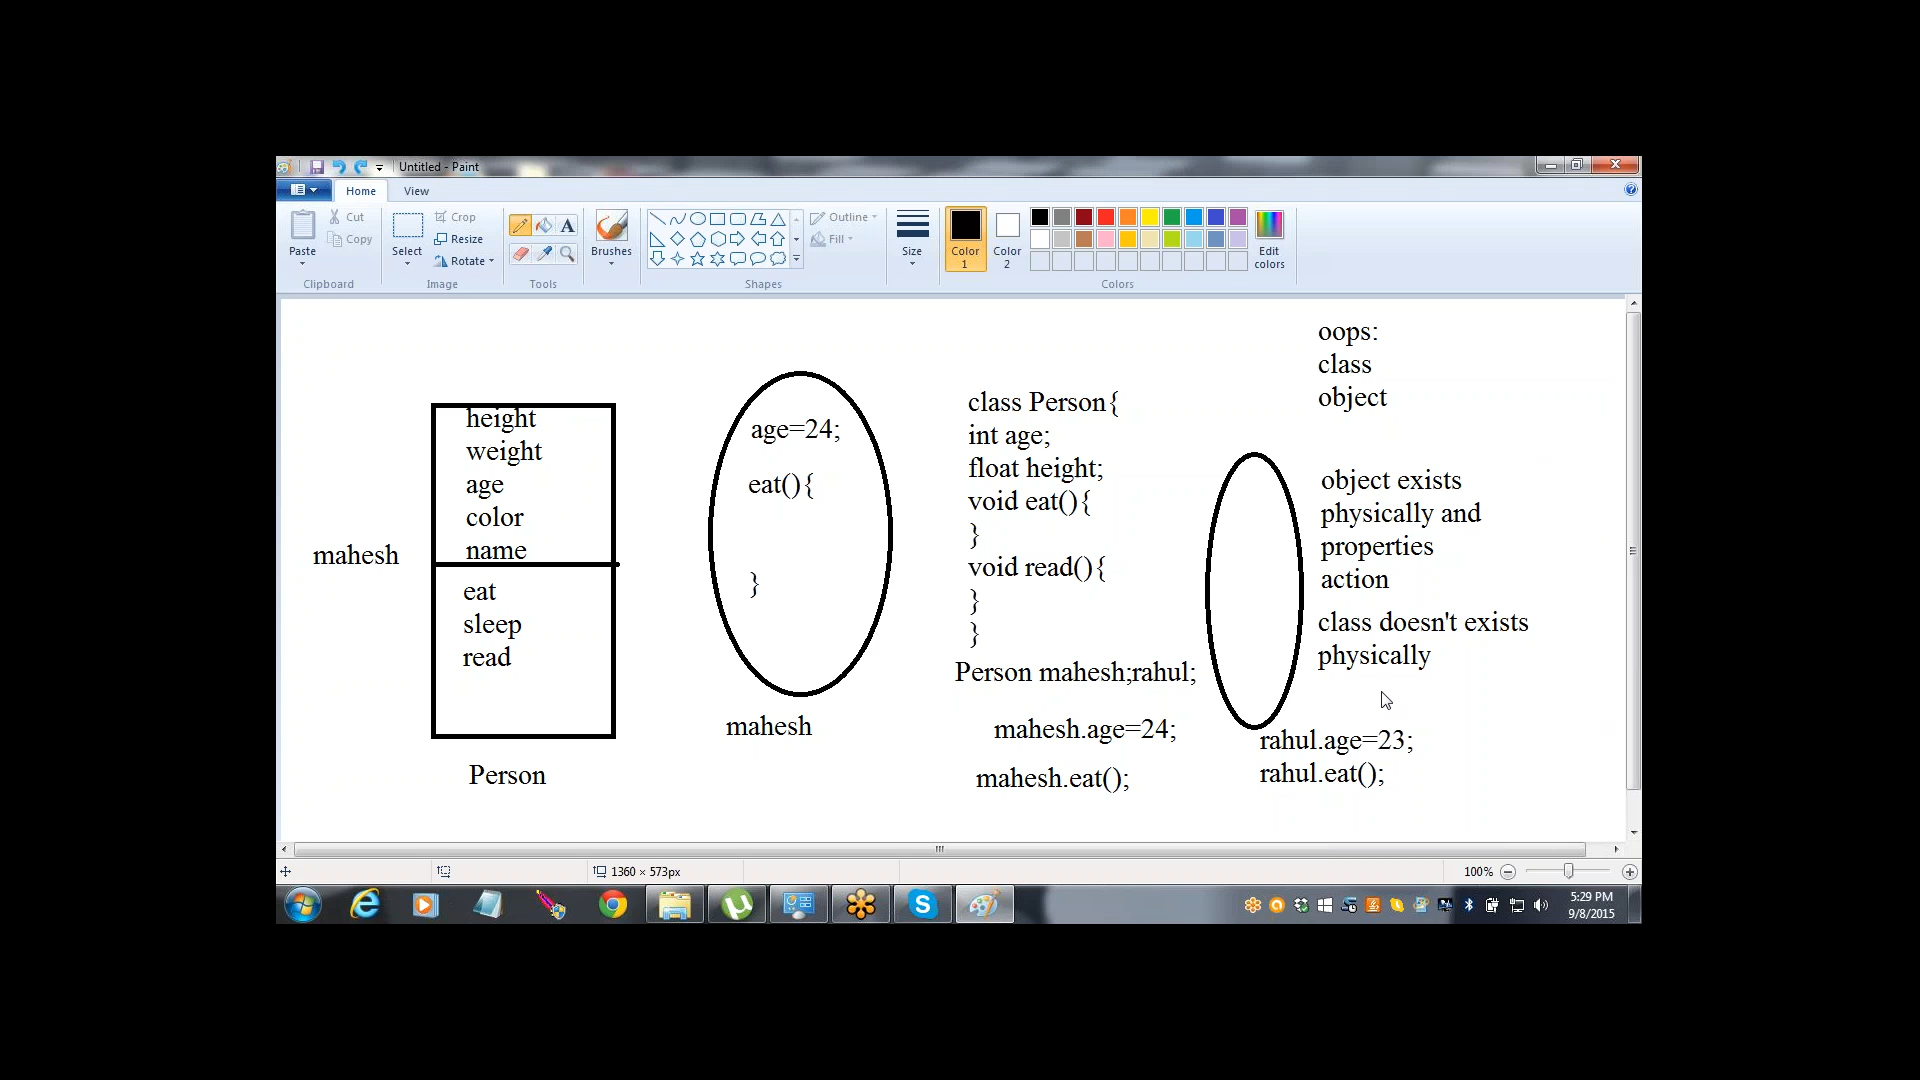 Untitled - Paint
Home
View
Paste
Cut
Copy
Clipboard
Select
Crop
Resize
Rotate
Image
A
Tools
Brushes
Outline
Fill
Shapes
Size
Color
1
Color
2
Edit
colors
Colors
mahesh
height
weight
age
color
name
eat
sleep
read
Person
age=24;
eat(){
}
mahesh
class Person{
int age;
float height;
void eat(){
}
void read(){
}
}
Person mahesh;rahul;
mahesh.age=24;
mahesh.eat();
oops:
class
object
object exists
physically and
properties
action
class doesn't exists
physically
rahul.age=23;
rahul.eat();
1360 × 573px
100%
5:29 PM
9/8/2015